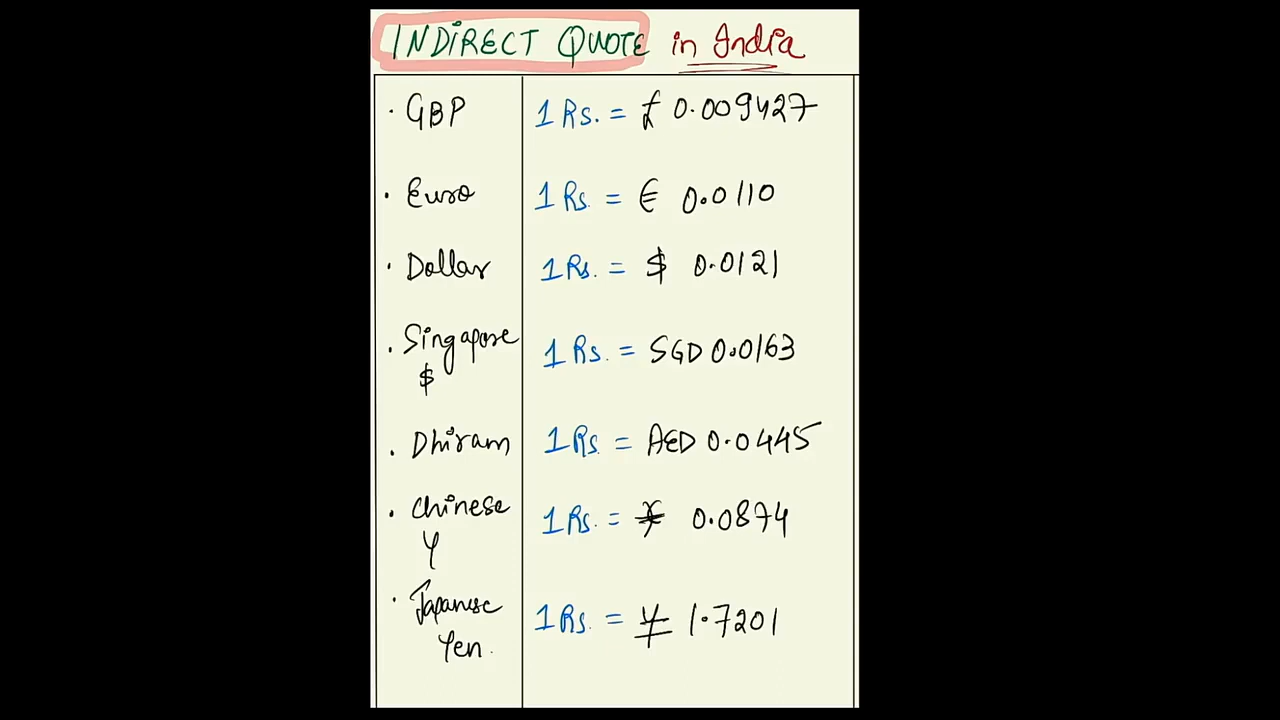 INDIRECT QUOTE in India
· GBP 1 Rs. = £ 0.009427
· Euro 1 Rs. = € 0.0110
· Dollar 1 Rs. = $ 0.0121
· Singapore 1 Rs. = SGD 0.0163
$
· Dhiram 1 Rs. = AED 0.0445
· Chinese 1 Rs. = ¥ 0.0874
Y
· Japanese 1 Rs. = ¥ 1.7201
Yen.